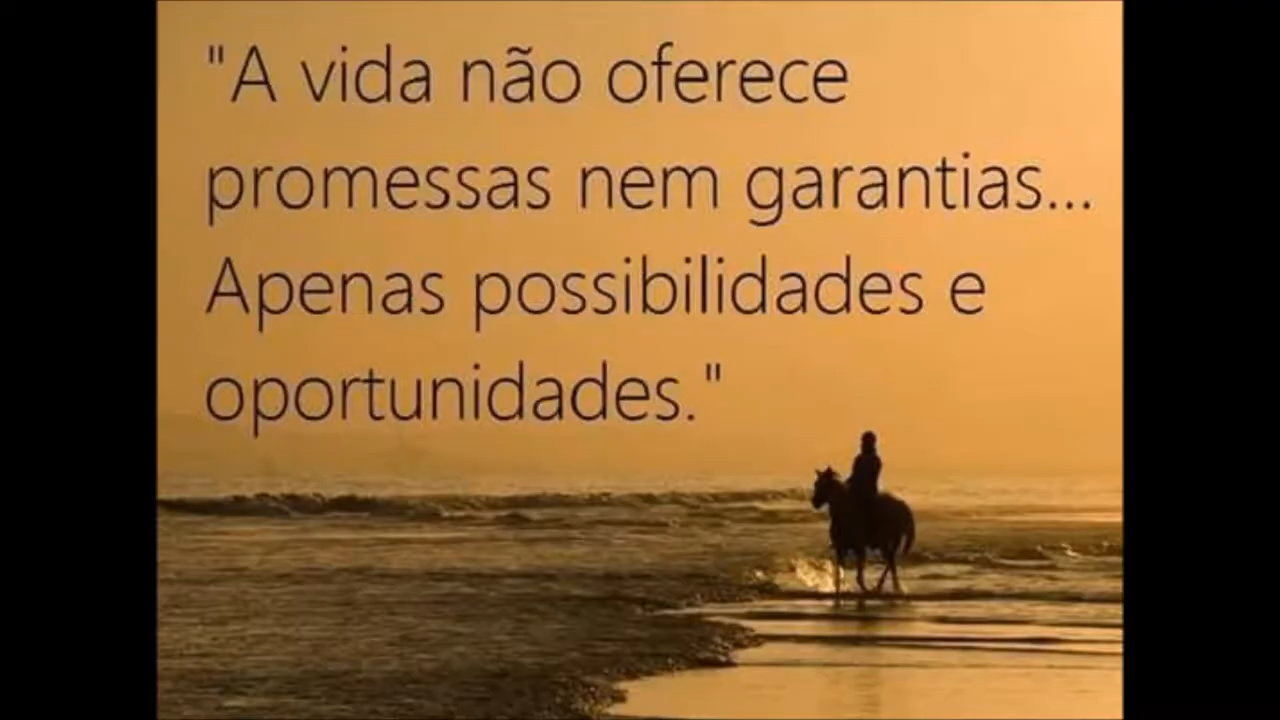 "A vida não oferece
promessas nem garantias...
Apenas possibilidades e
oportunidades."